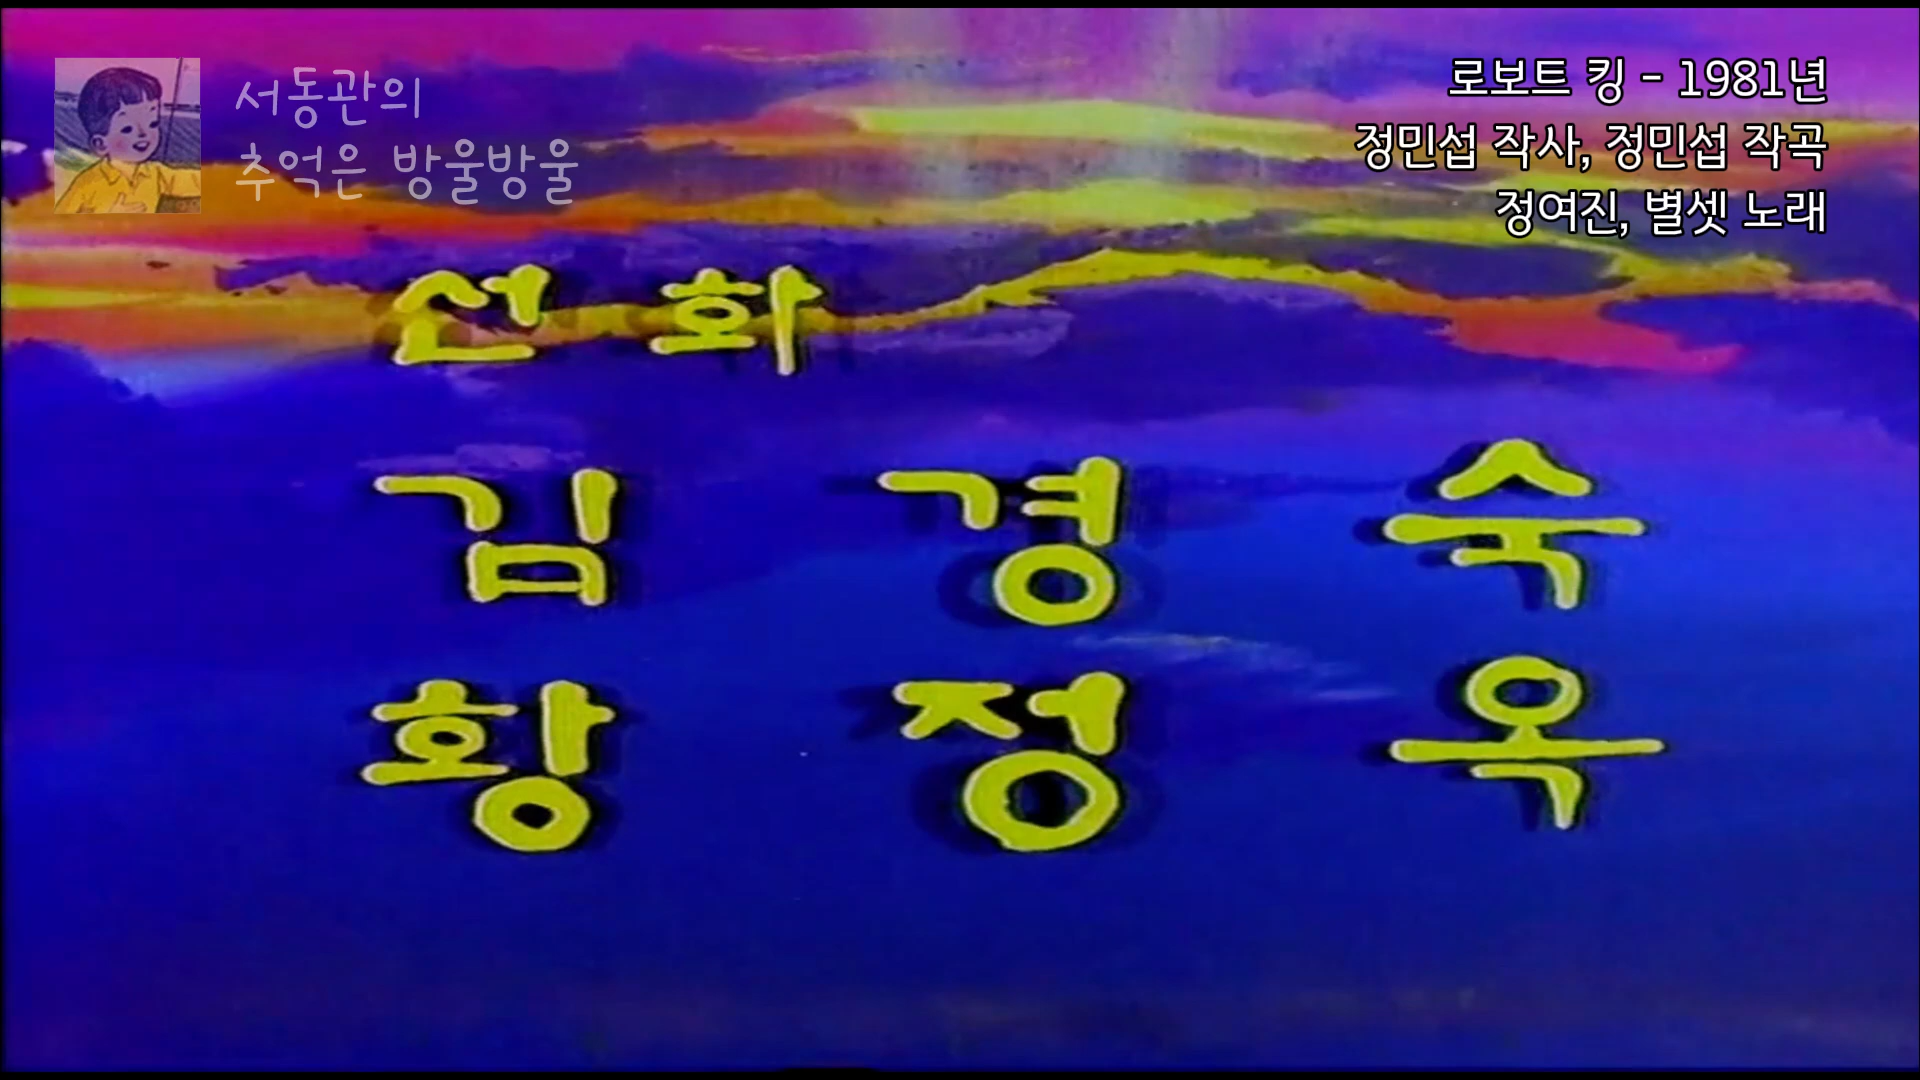 서동관의
추억은 방울방울
로보트 킹 - 1981년
정민섭 작사, 정민섭 작곡
정여진, 별셋 노래
선 화
김 경 숙
황 정 옥